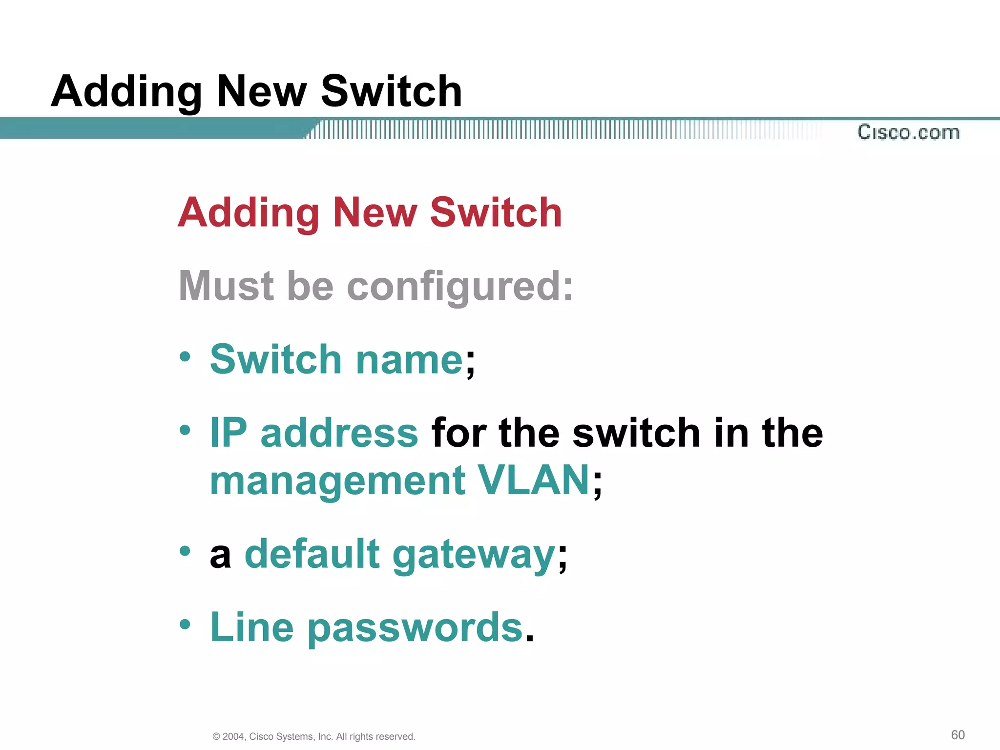 Adding New Switch
Cisco.com
Adding New Switch
Must be configured:
• Switch name;
• IP address for the switch in the
management VLAN;
• a default gateway;
• Line passwords.
© 2004, Cisco Systems, Inc. All rights reserved.
60